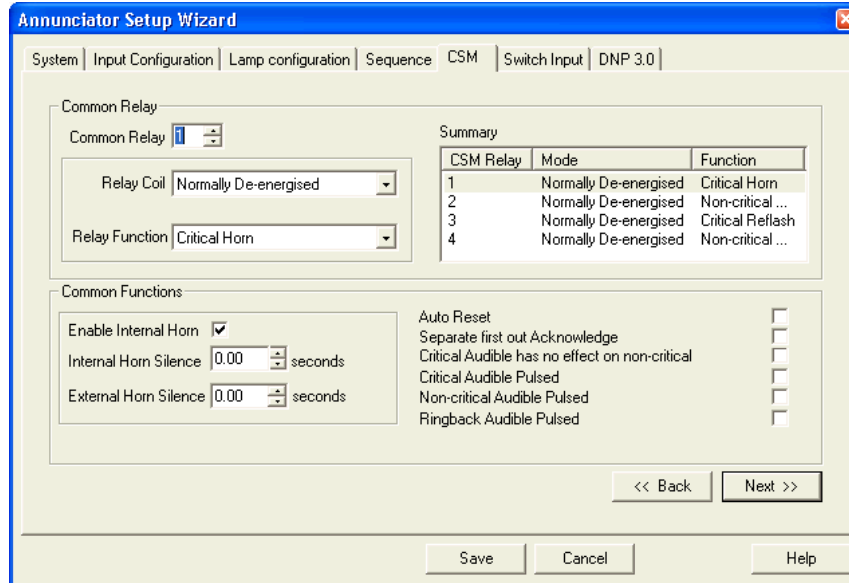 Annunciator Setup Wizard
System
Input Configuration
Lamp configuration
Sequence
CSM
Switch Input
DNP 3.0
Common Relay
Common Relay 1
Relay Coil Normally De-energised
Relay Function Critical Horn
Summary
CSM Relay Mode Function
1 Normally De-energised Critical Horn
2 Normally De-energised Non-critical ...
3 Normally De-energised Critical Reflash
4 Normally De-energised Non-critical ...
Common Functions
Enable Internal Horn
Internal Horn Silence 0.00 seconds
External Horn Silence 0.00 seconds
Auto Reset
Separate first out Acknowledge
Critical Audible has no effect on non-critical
Critical Audible Pulsed
Non-critical Audible Pulsed
Ringback Audible Pulsed
<< Back
Next >>
Save
Cancel
Help